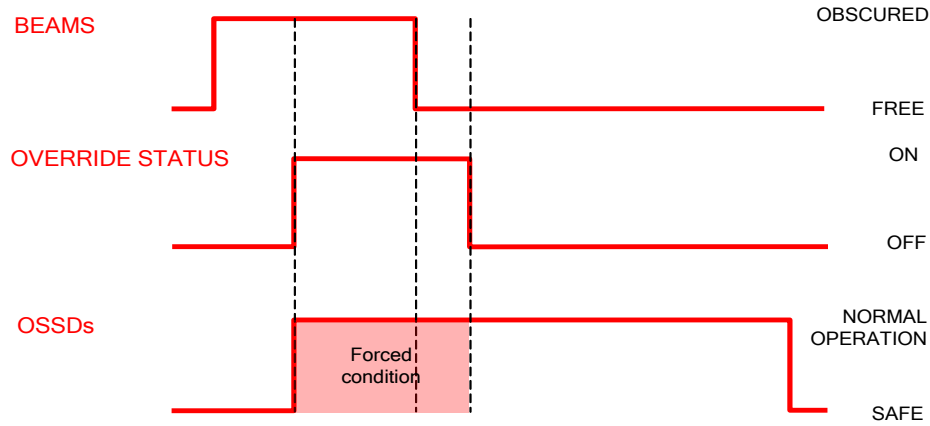 BEAMS
OBSCURED
FREE
OVERRIDE STATUS
ON
OFF
OSSDs
NORMAL
OPERATION
Forced
condition
SAFE